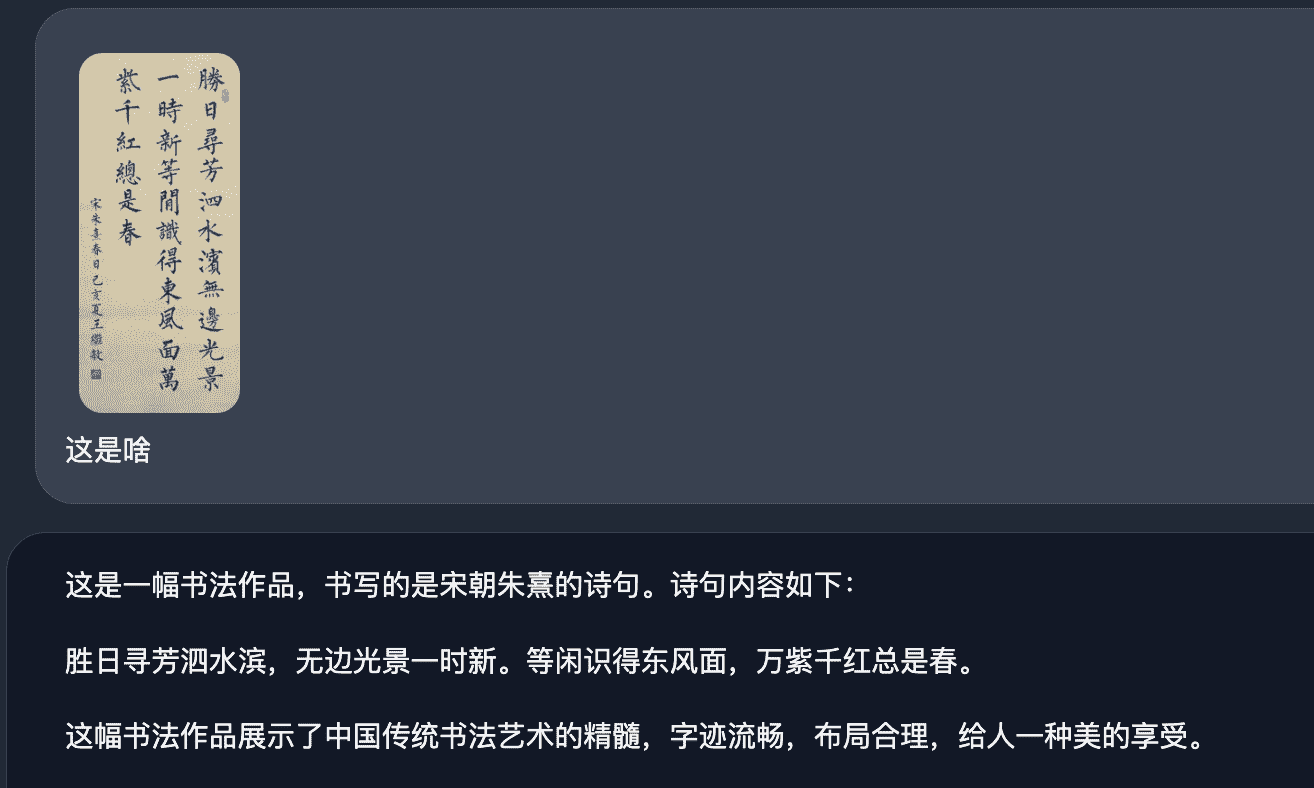 勝日尋芳泗水濱無邊光景
一時新等閒識得東風面萬
紫千紅總是春
宋朱熹春日己亥夏王繼敏
这是啥
这是一幅书法作品，书写的是宋朝朱熹的诗句。诗句内容如下：
胜日寻芳泗水滨，无边光景一时新。等闲识得东风面，万紫千红总是春。
这幅书法作品展示了中国传统书法艺术的精髓，字迹流畅，布局合理，给人一种美的享受。